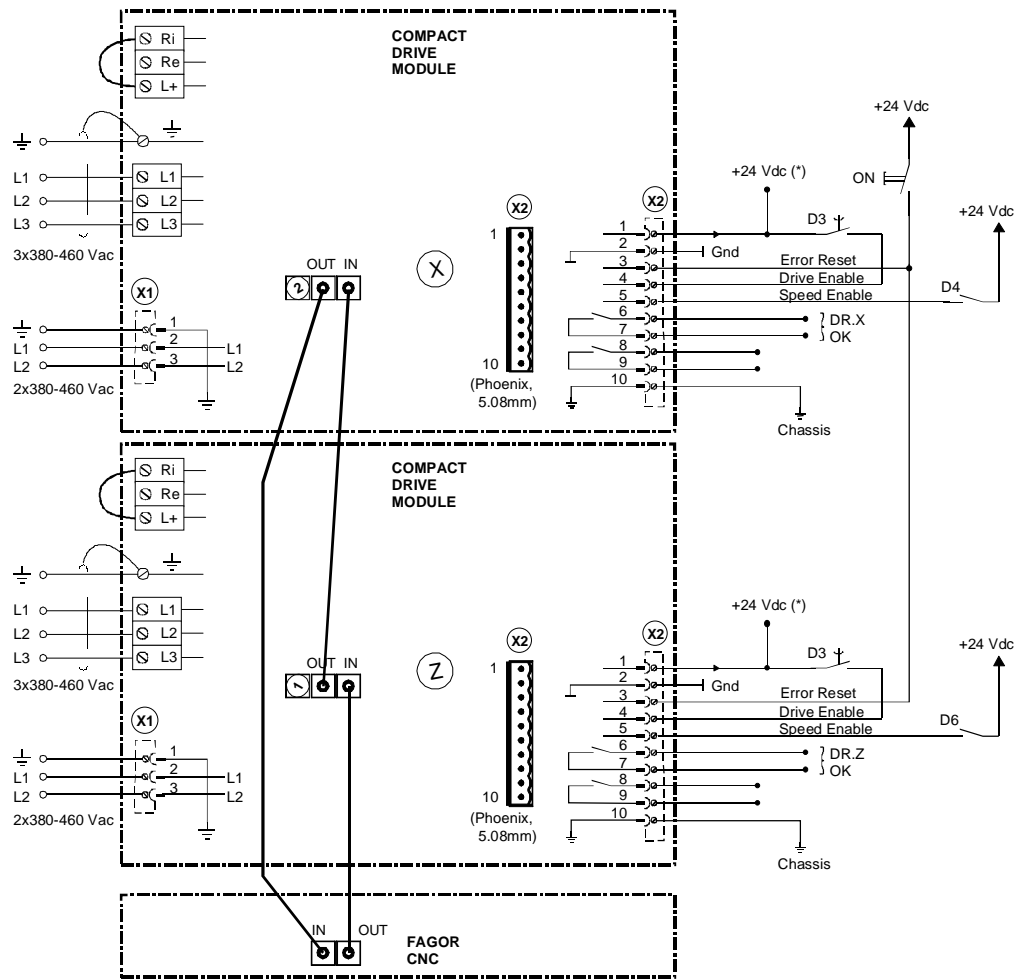 COMPACT
DRIVE
MODULE
Ri
Re
L+
L1 L1
L2 L2
L3 L3
3x380-460 Vac
X1
1
L1 2 L1
L2 3 L2
2x380-460 Vac
2 OUT IN
X
X2
1
10
(Phoenix,
5.08mm)
X2
+24 Vdc
ON
+24 Vdc (*)
+24 Vdc
D3
1
2 Gnd
3 Error Reset
4 Drive Enable
5 Speed Enable D4
6 DR.X
7 OK
8
9
10
Chassis
COMPACT
DRIVE
MODULE
Ri
Re
L+
L1 L1
L2 L2
L3 L3
3x380-460 Vac
X1
1
L1 2 L1
L2 3 L2
2x380-460 Vac
1 OUT IN
Z
X2
1
10
(Phoenix,
5.08mm)
X2
+24 Vdc (*)
+24 Vdc
D3
1
2 Gnd
3 Error Reset
4 Drive Enable
5 Speed Enable D6
6 DR.Z
7 OK
8
9
10
Chassis
IN OUT
FAGOR
CNC